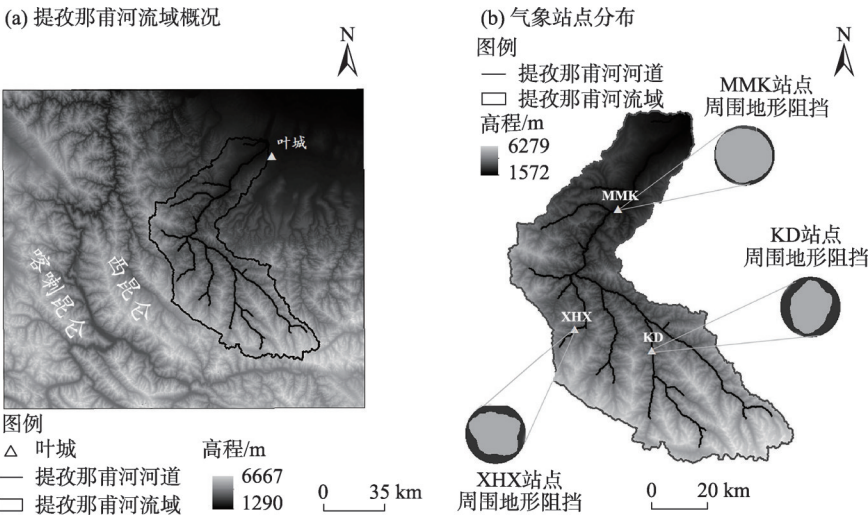 (a) 提孜那甫河流域概况
N
叶城
喀喇昆仑
西昆仑
图例
叶城
提孜那甫河河道
提孜那甫河流域
高程/m
6667
1290
0 35 km
(b) 气象站点分布
N
图例
提孜那甫河河道
提孜那甫河流域
高程/m
6279
1572
MMK站点
周围地形阻挡
MMK
KD站点
周围地形阻挡
XHX
KD
XHX站点
周围地形阻挡
0 20 km